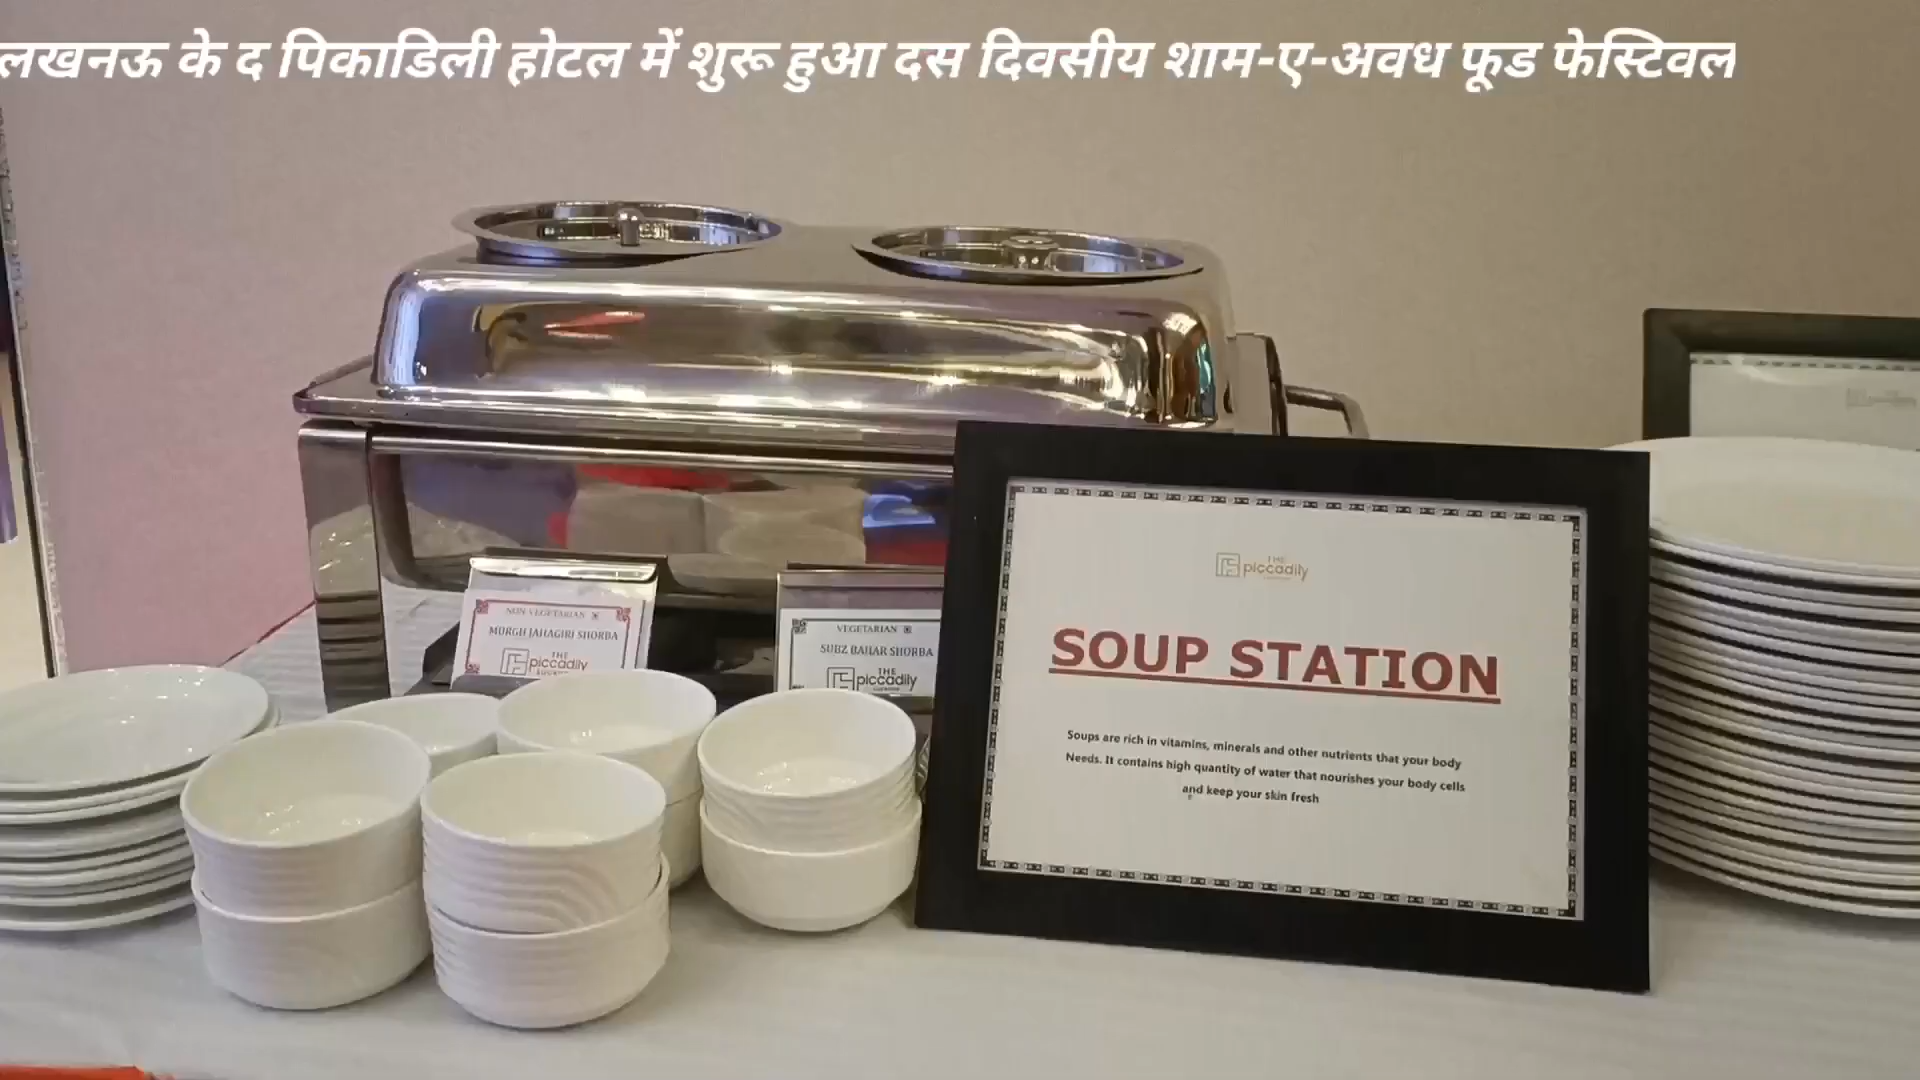 लखनऊ के द पिकाडिली होटल में शुरू हुआ दस दिवसीय शाम-ए-अवध फूड फेस्टिवल
NON VEGETARIAN
MURGH JAHAGIRI SHORBA
THE
piccadily
VEGETARIAN
SUBZ BAHAR SHORBA
THE
piccadily
THE
piccadily
SOUP STATION
Soups are rich in vitamins, minerals and other nutrients that your body
Needs. It contains high quantity of water that nourishes your body cells
and keep your skin fresh